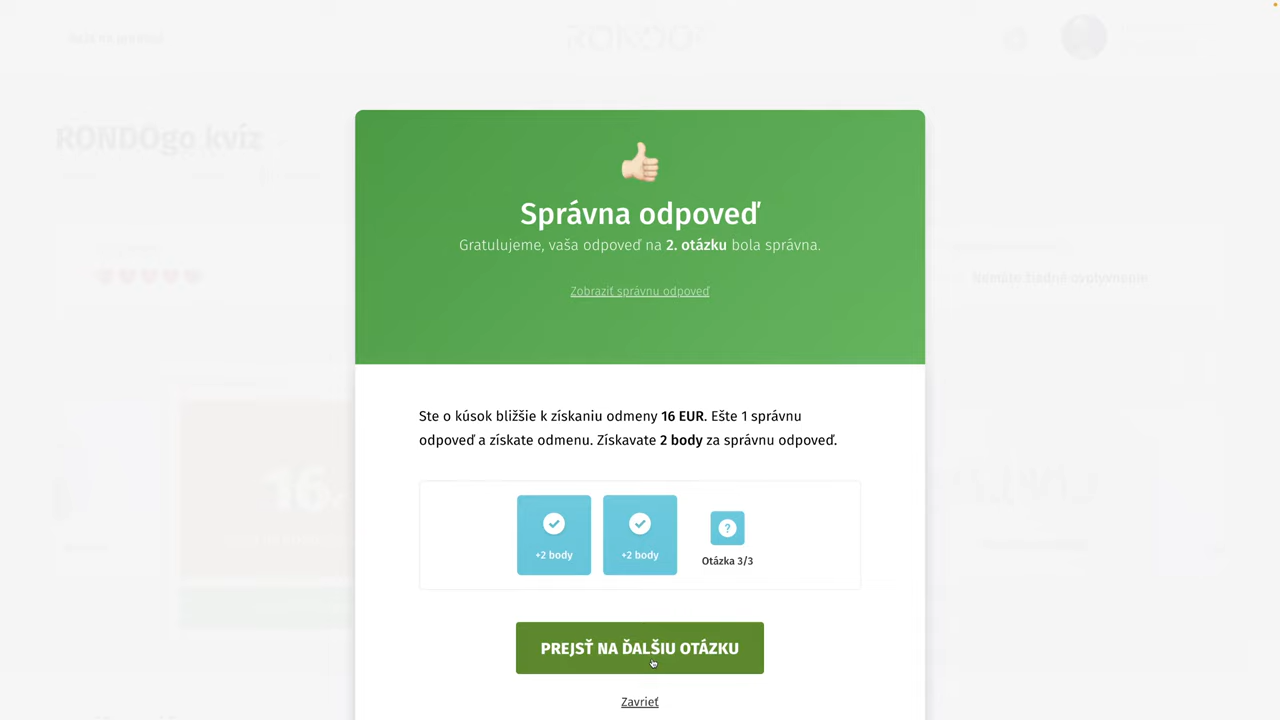 RONDOgo kvíz
Správna odpoveď
Gratulujeme, vaša odpoveď na 2. otázku bola správna.
Zobraziť správnu odpoveď
Ste o kúsok bližšie k získaniu odmeny 16 EUR. Ešte 1 správnu
odpoveď a získate odmenu. Získavate 2 body za správnu odpoveď.
+2 body
+2 body
?
Otázka 3/3
PREJSŤ NA ĎALŠIU OTÁZKU
Zavrieť